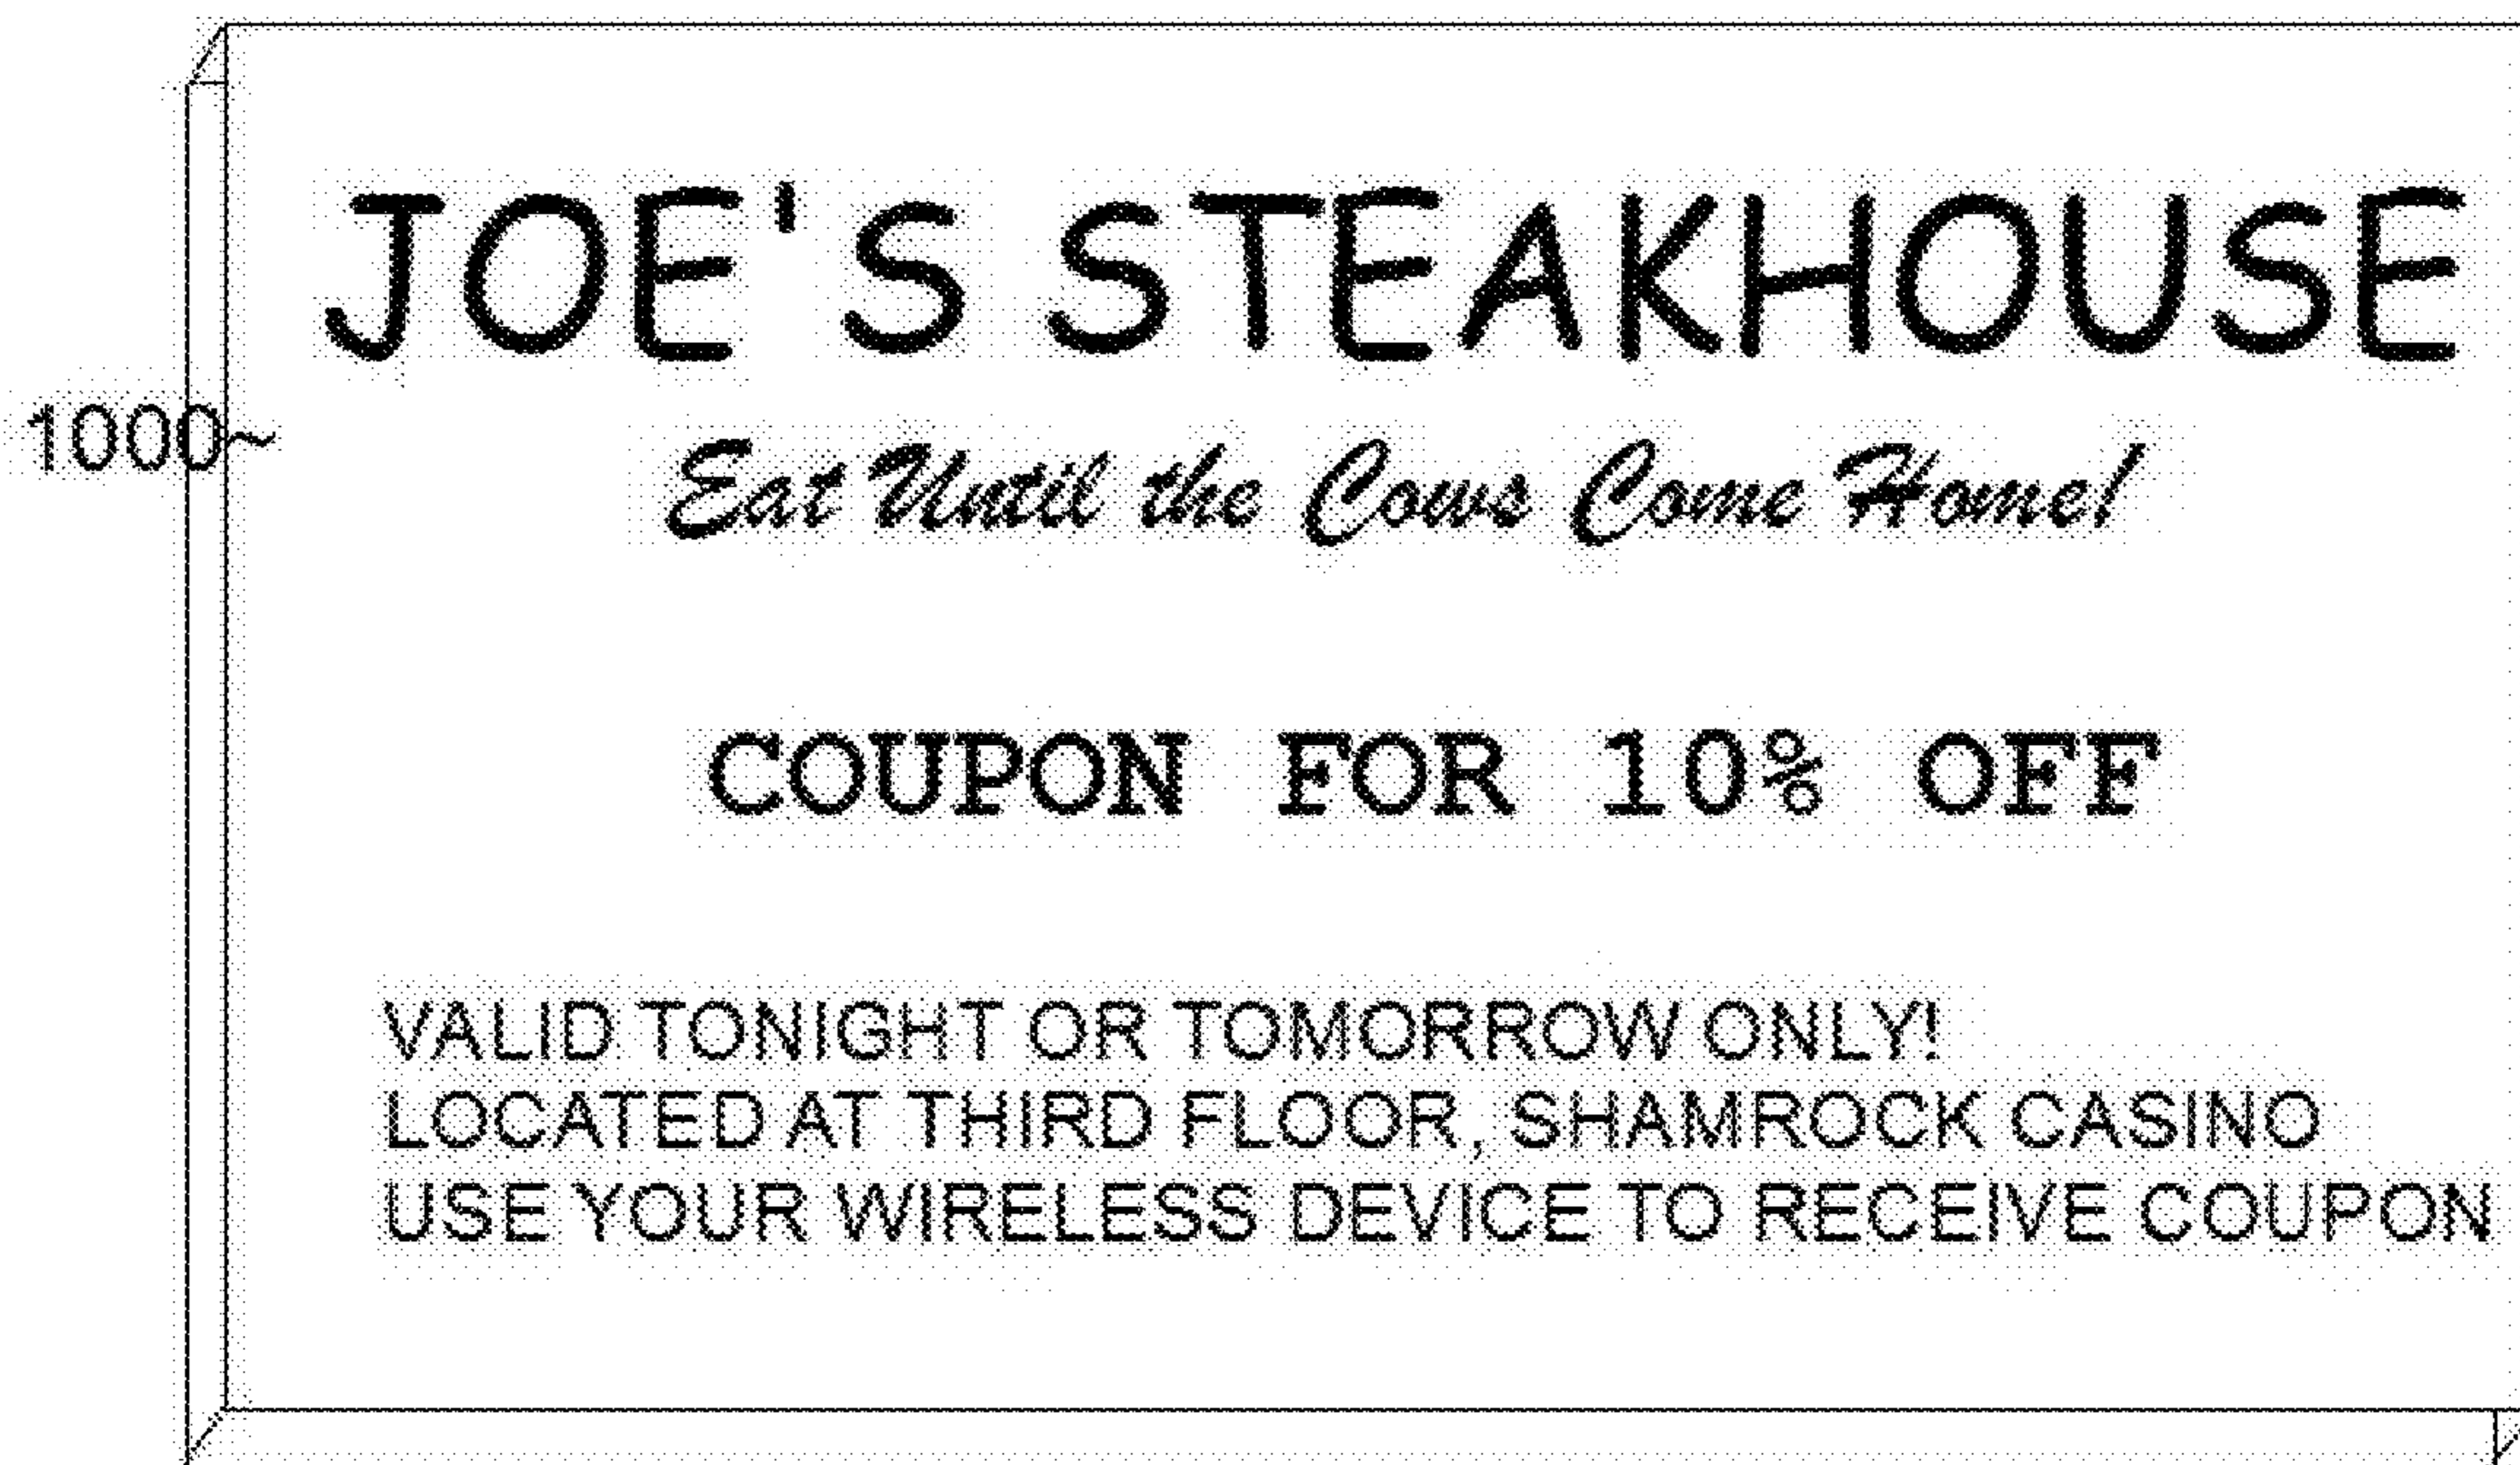 JOE'S STEAKHOUSE
1000~
Eat Until the Cows Come Home!
COUPON FOR 10% OFF
VALID TONIGHT OR TOMORROW ONLY!
LOCATED AT THIRD FLOOR, SHAMROCK CASINO
USE YOUR WIRELESS DEVICE TO RECEIVE COUPON